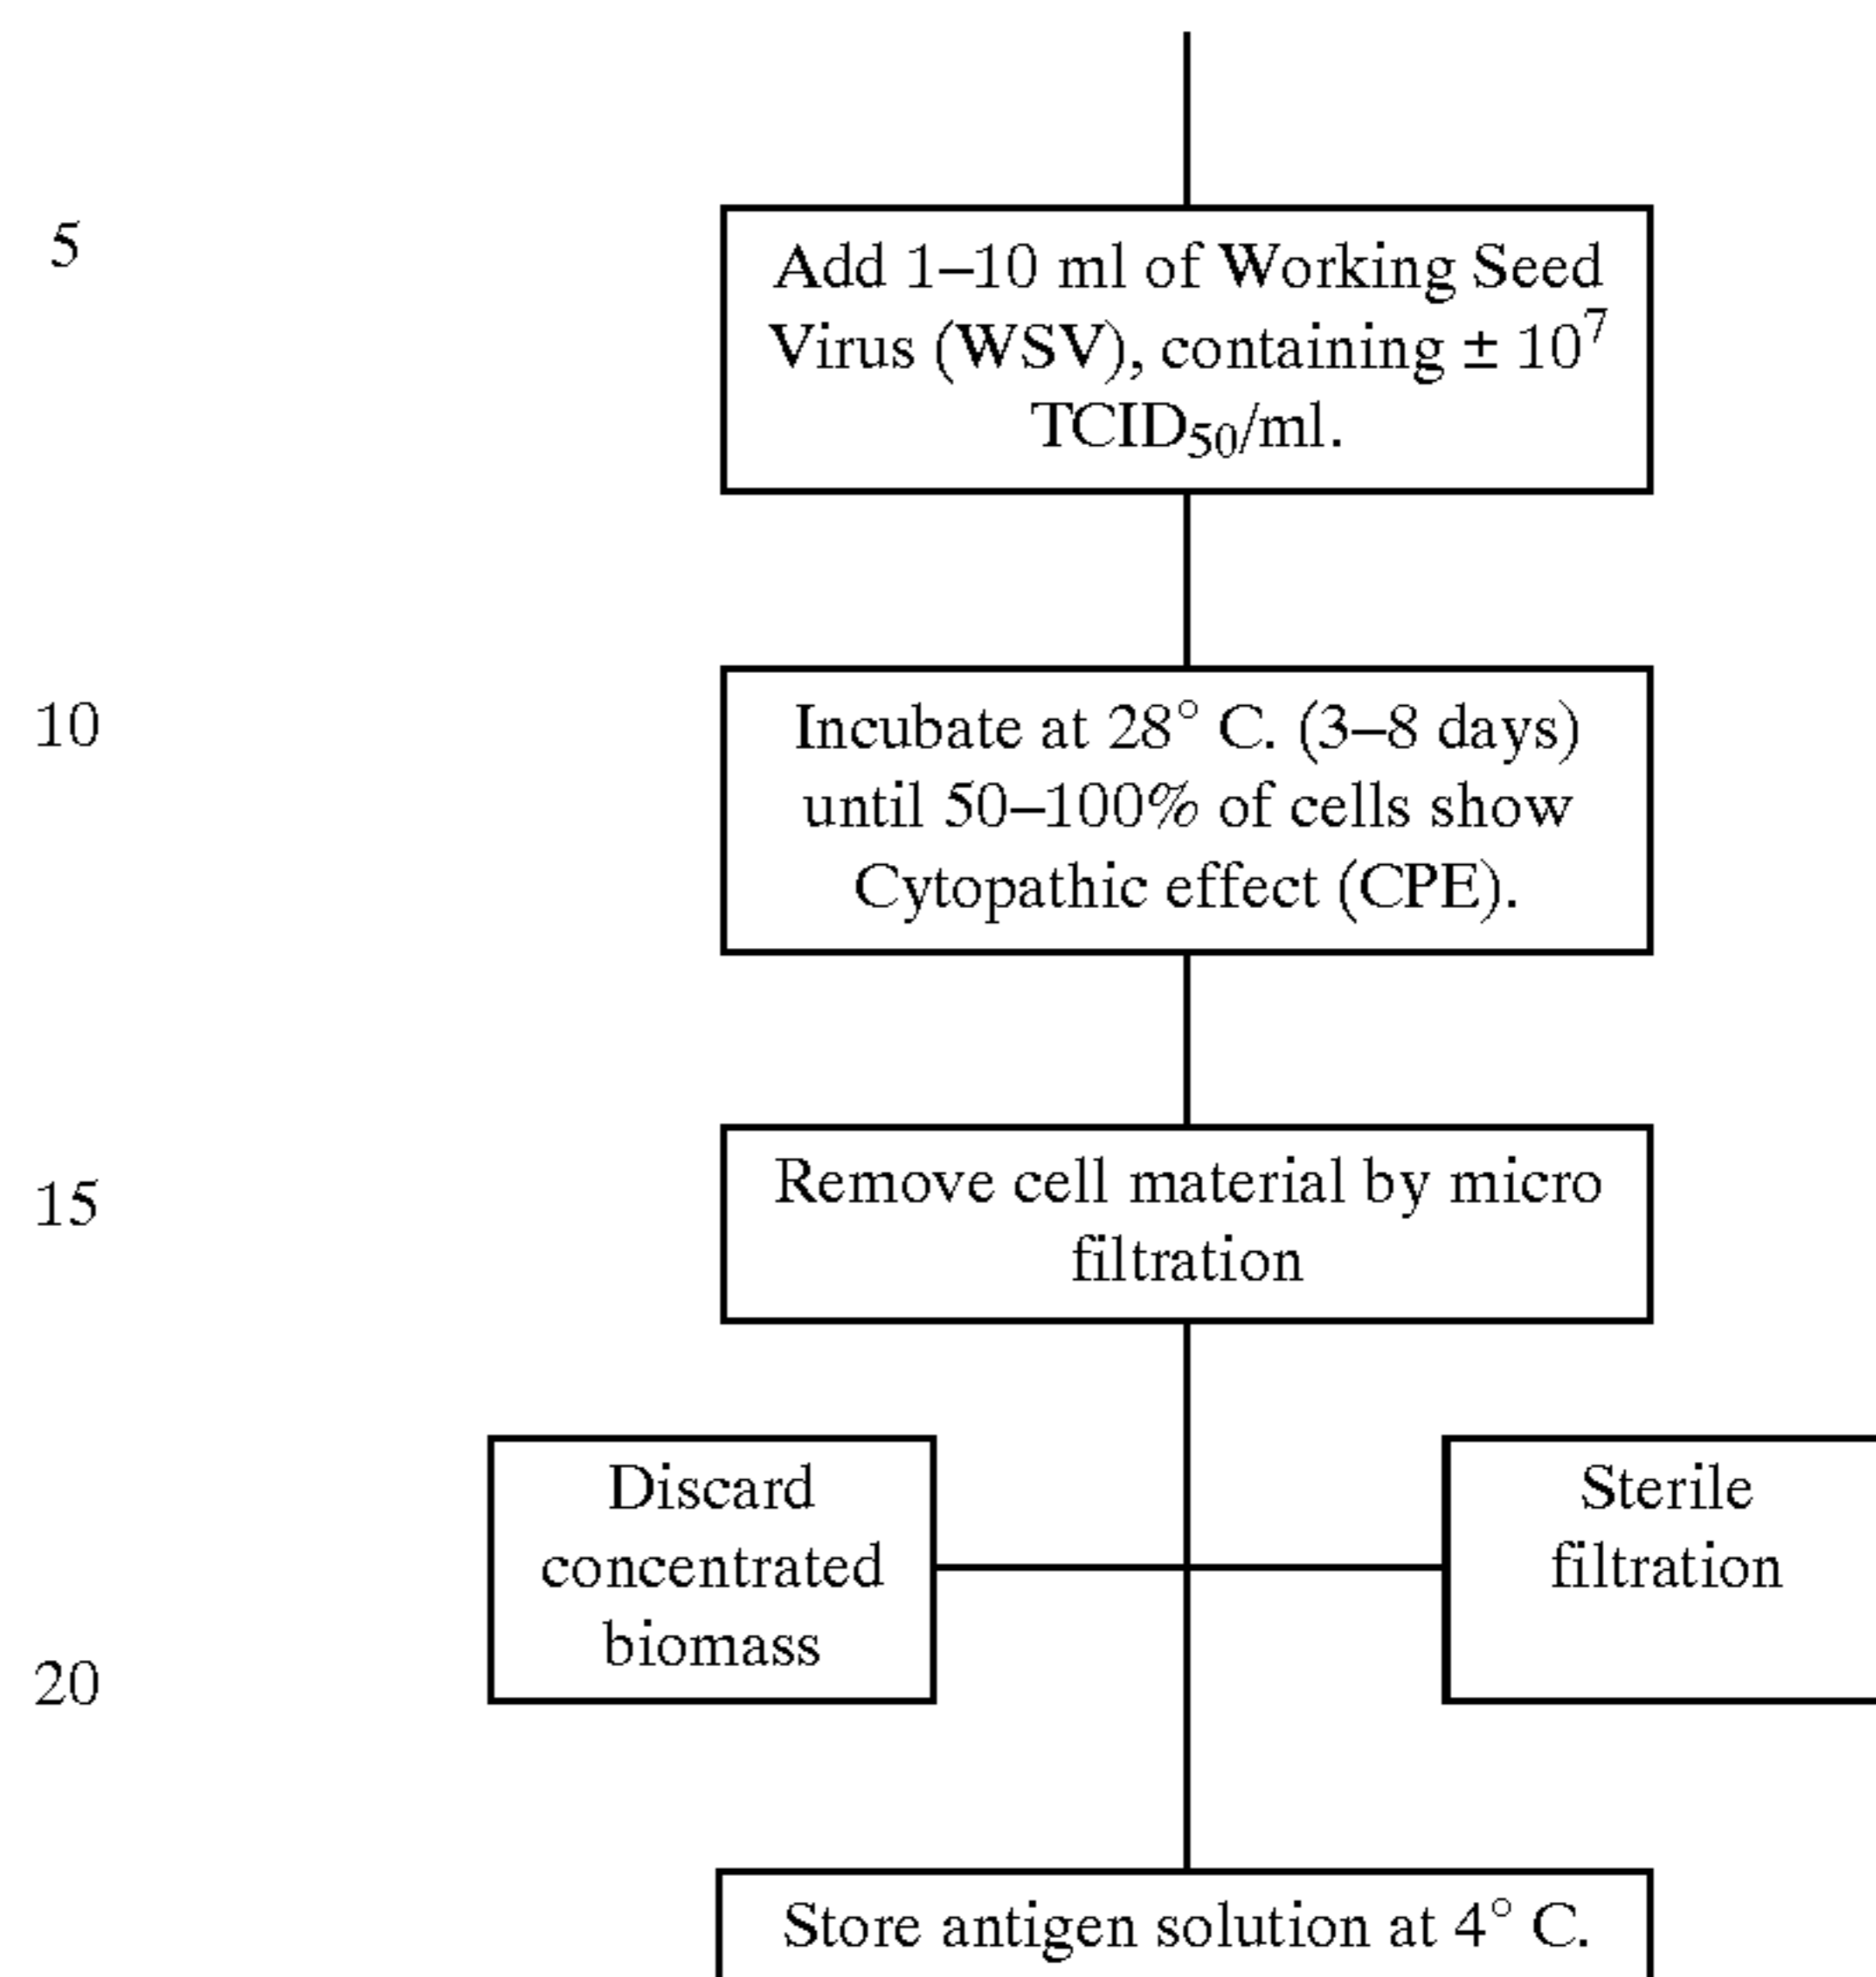 5
Add 1–10 ml of Working Seed
Virus (WSV), containing ± 10⁷
TCID₅₀/ml.
10
Incubate at 28° C. (3–8 days)
until 50–100% of cells show
Cytopathic effect (CPE).
15
Remove cell material by micro
filtration
Discard
concentrated
biomass
Sterile
filtration
20
Store antigen solution at 4° C.